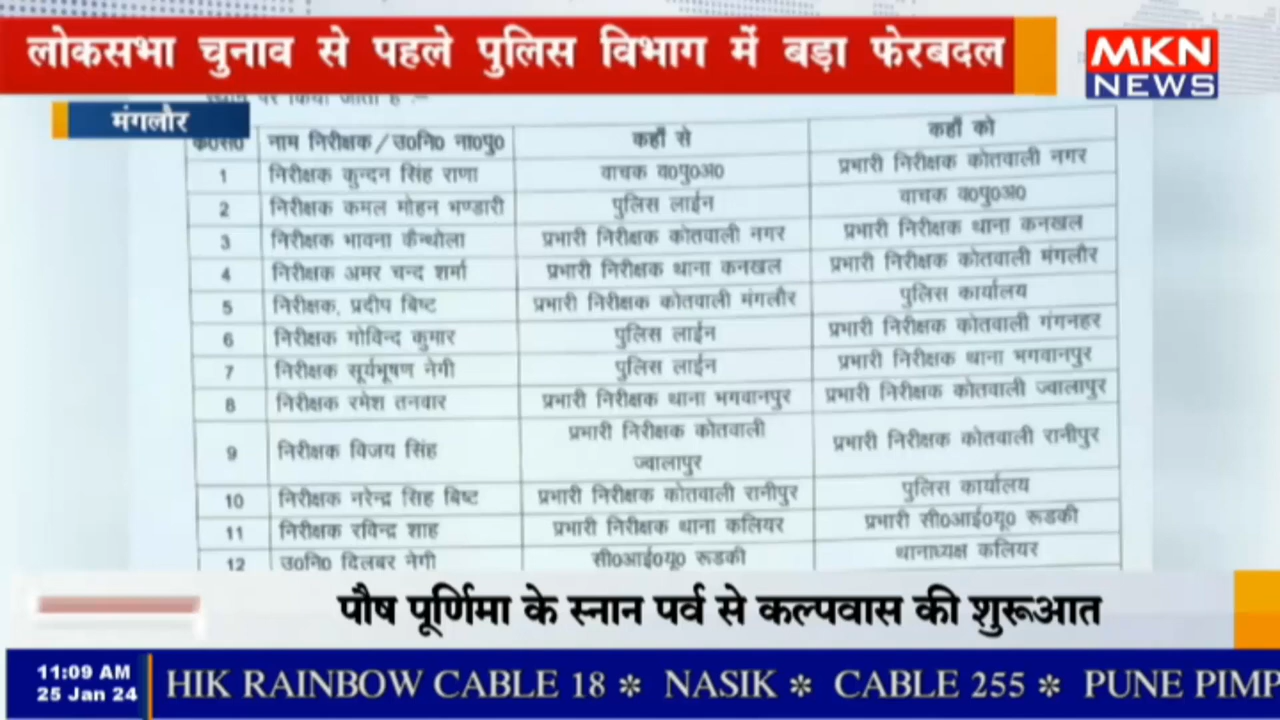 लोकसभा चुनाव से पहले पुलिस विभाग में बड़ा फेरबदल
MKN
NEWS
मंगलौर
स्थान पर किया जाता है :-
क०स० नाम निरीक्षक/उ०नि० ना०पु० कहाँ से कहाँ को
1 निरीक्षक कुन्दन सिंह राणा वाचक व०पु०अ० प्रभारी निरीक्षक कोतवाली नगर
2 निरीक्षक कमल मोहन भण्डारी पुलिस लाईन वाचक व०पु०अ०
3 निरीक्षक भावना कैन्थोला प्रभारी निरीक्षक कोतवाली नगर प्रभारी निरीक्षक थाना कनखल
4 निरीक्षक अमर चन्द शर्मा प्रभारी निरीक्षक थाना कनखल प्रभारी निरीक्षक कोतवाली मंगलौर
5 निरीक्षक, प्रदीप बिष्ट प्रभारी निरीक्षक कोतवाली मंगलौर पुलिस कार्यालय
6 निरीक्षक गोविन्द कुमार पुलिस लाईन प्रभारी निरीक्षक कोतवाली गंगनहर
7 निरीक्षक सूर्यभूषण नेगी पुलिस लाईन प्रभारी निरीक्षक थाना भगवानपुर
8 निरीक्षक रमेश तनवार प्रभारी निरीक्षक थाना भगवानपुर प्रभारी निरीक्षक कोतवाली ज्वालापुर
9 निरीक्षक विजय सिंह प्रभारी निरीक्षक कोतवाली प्रभारी निरीक्षक कोतवाली रानीपुर
ज्वालापुर
10 निरीक्षक नरेन्द्र सिंह बिष्ट प्रभारी निरीक्षक कोतवाली रानीपुर पुलिस कार्यालय
11 निरीक्षक रविन्द्र शाह प्रभारी निरीक्षक थाना कलियर प्रभारी सी०आई०यू० रूडकी
12 उ०नि० दिलबर नेगी सी०आई०यू० रूडकी थानाध्यक्ष कलियर
पौष पूर्णिमा के स्नान पर्व से कल्पवास की शुरूआत
11:09 AM
25 Jan 24
HIK RAINBOW CABLE 18 ✻ NASIK ✻ CABLE 255 ✻ PUNE PIMP